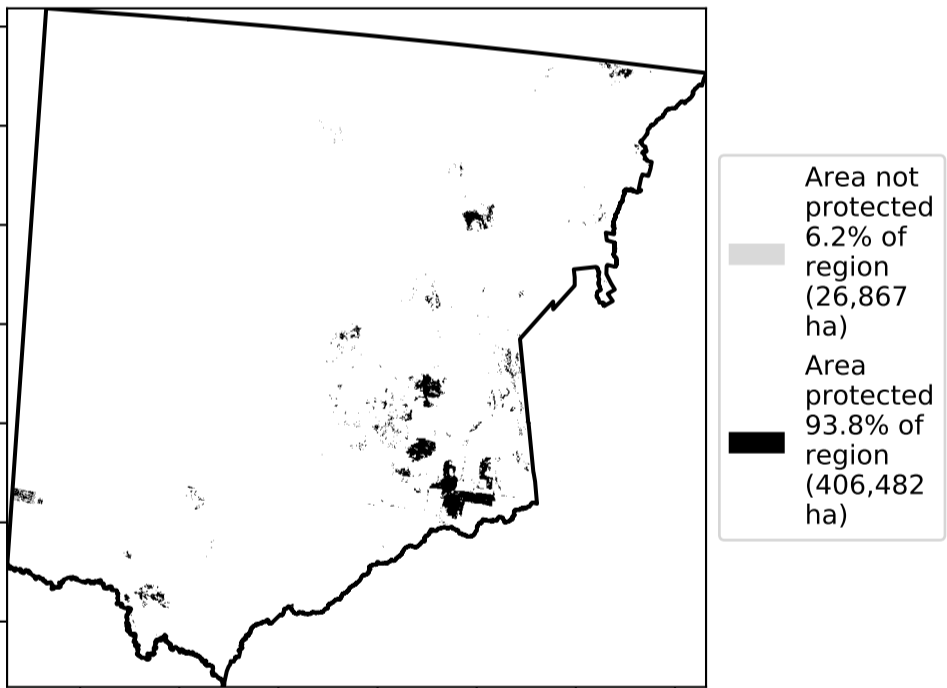 Area not
protected
6.2% of
region
(26,867
ha)
Area
protected
93.8% of
region
(406,482
ha)